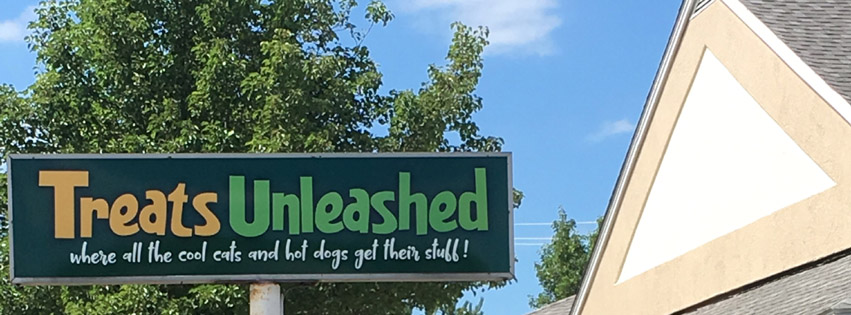 Treats Unleashed
where all the cool cats and hot dogs get their stuff!